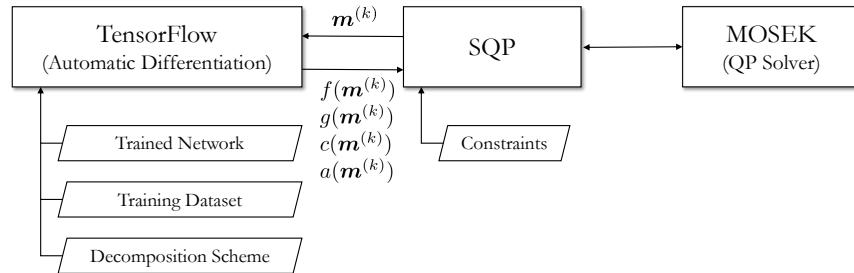 TensorFlow
(Automatic Differentiation)
m^(k)
SQP
MOSEK
(QP Solver)
f(m^(k))
g(m^(k))
c(m^(k))
a(m^(k))
Trained Network
Constraints
Training Dataset
Decomposition Scheme